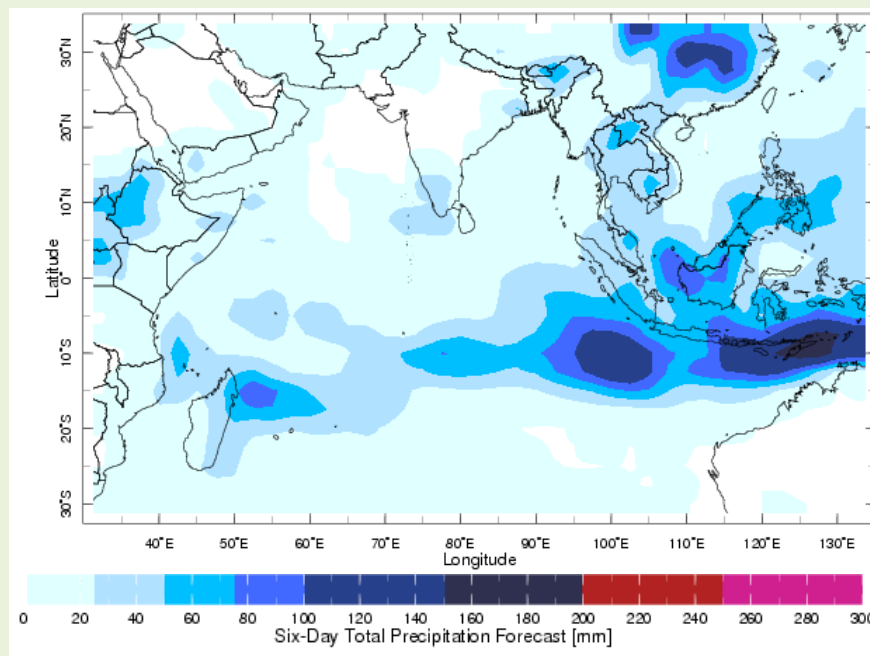 30°N
20°N
10°N
0°
10°S
20°S
30°S
Latitude
40°E 50°E 60°E 70°E 80°E 90°E 100°E 110°E 120°E 130°E
Longitude
0 20 40 60 80 100 120 140 160 180 200 220 240 260 280 300
Six-Day Total Precipitation Forecast [mm]